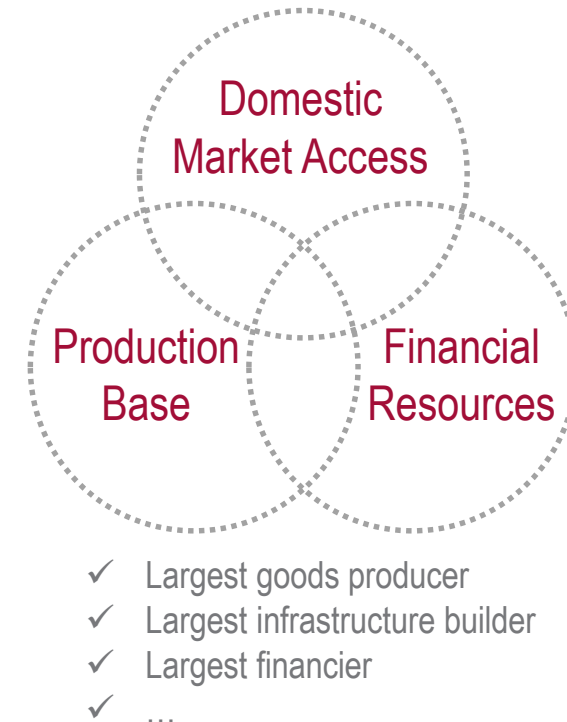 Domestic
Market Access
Production
Base
Financial
Resources
✓ Largest goods producer
✓ Largest infrastructure builder
✓ Largest financier
✓ ...